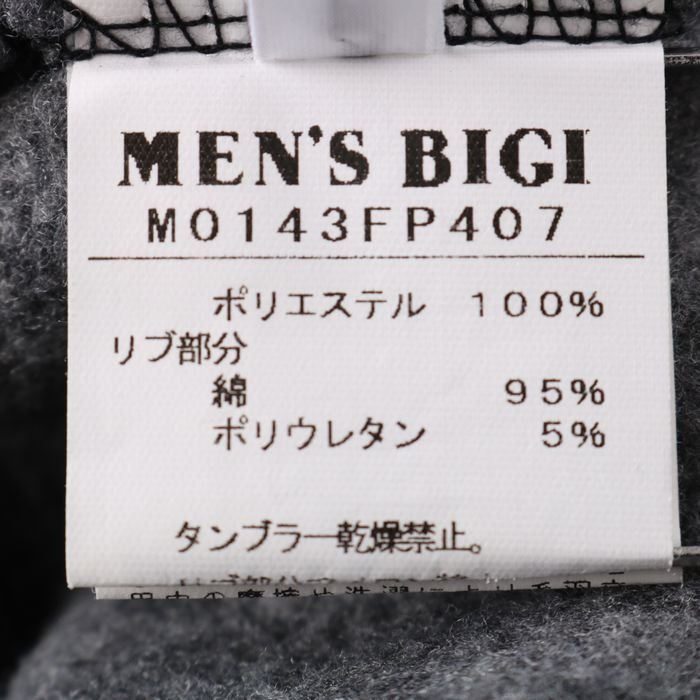 MEN'S BIGI
M0143FP407
ポリエステル 100%
リブ部分
綿 95%
ポリウレタン 5%
タンブラー乾燥禁止。